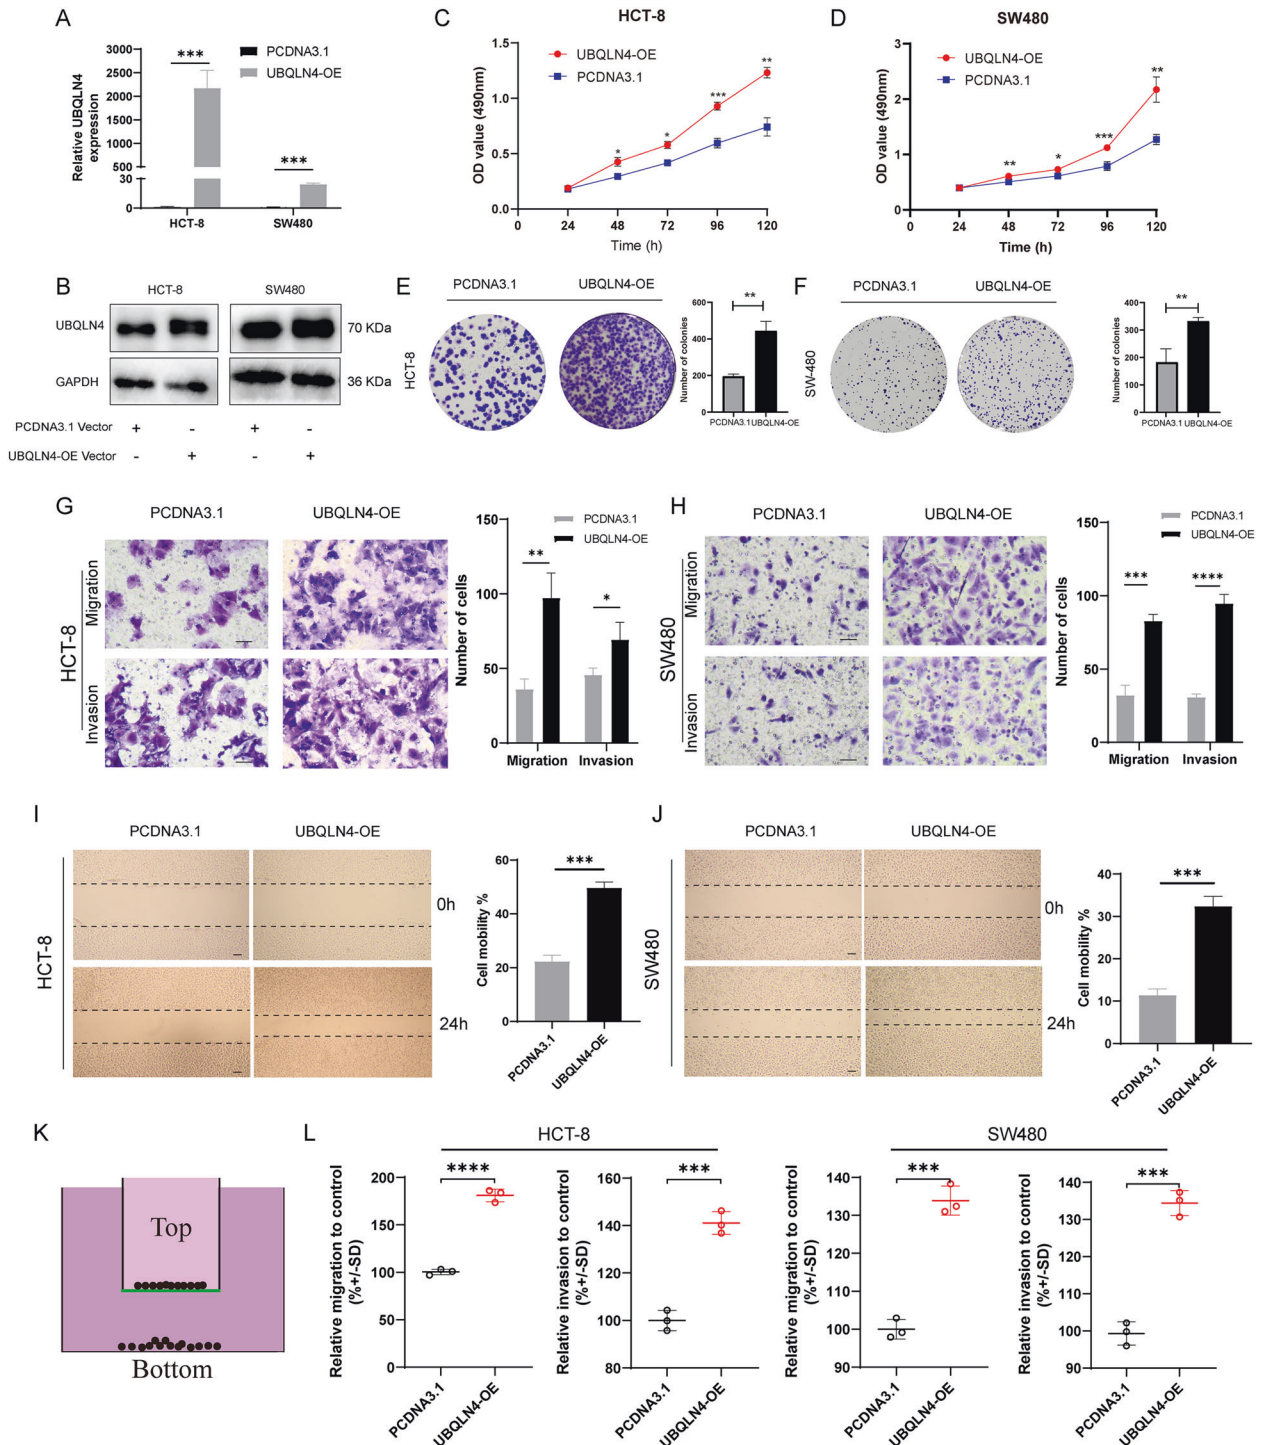 A
Relative UBQLN4
expression
3000
2500
2000
1500
1000
500
30
0
***
***
PCDNA3.1
UBQLN4-OE
HCT-8
SW480
B
HCT-8
SW480
UBQLN4
70 KDa
GAPDH
36 KDa
PCDNA3.1 Vector + - + -
UBQLN4-OE Vector - + - +
C
HCT-8
OD value (490nm)
1.5
1.0
0.5
0.0
UBQLN4-OE
PCDNA3.1
*
*
***
**
0 24 48 72 96 120
Time (h)
D
SW480
OD value (490nm)
3
2
1
0
UBQLN4-OE
PCDNA3.1
**
*
***
**
0 24 48 72 96 120
Time (h)
E
PCDNA3.1
UBQLN4-OE
HCT-8
Number of colonies
600
400
200
0
**
PCDNA3.1 UBQLN4-OE
F
PCDNA3.1
UBQLN4-OE
SW-480
Number of colonies
400
300
200
100
0
**
PCDNA3.1 UBQLN4-OE
G
PCDNA3.1
UBQLN4-OE
HCT-8
Migration
Invasion
Number of cells
150
100
50
0
PCDNA3.1
UBQLN4-OE
**
*
Migration Invasion
H
PCDNA3.1
UBQLN4-OE
SW480
Migration
Invasion
Number of cells
150
100
50
0
PCDNA3.1
UBQLN4-OE
***
****
Migration Invasion
I
PCDNA3.1
UBQLN4-OE
HCT-8
0h
24h
Cell mobility %
60
40
20
0
***
PCDNA3.1
UBQLN4-OE
J
PCDNA3.1
UBQLN4-OE
SW480
0h
24h
Cell mobility %
40
30
20
10
0
***
PCDNA3.1
UBQLN4-OE
K
Top
Bottom
L
HCT-8
SW480
Relative migration to control
(%+/-SD)
200
150
100
50
0
****
PCDNA3.1
UBQLN4-OE
Relative invasion to control
(%+/-SD)
160
140
120
100
80
***
PCDNA3.1
UBQLN4-OE
Relative migration to control
(%+/-SD)
140
130
120
110
100
90
***
PCDNA3.1
UBQLN4-OE
Relative invasion to control
(%+/-SD)
140
130
120
110
100
90
***
PCDNA3.1
UBQLN4-OE